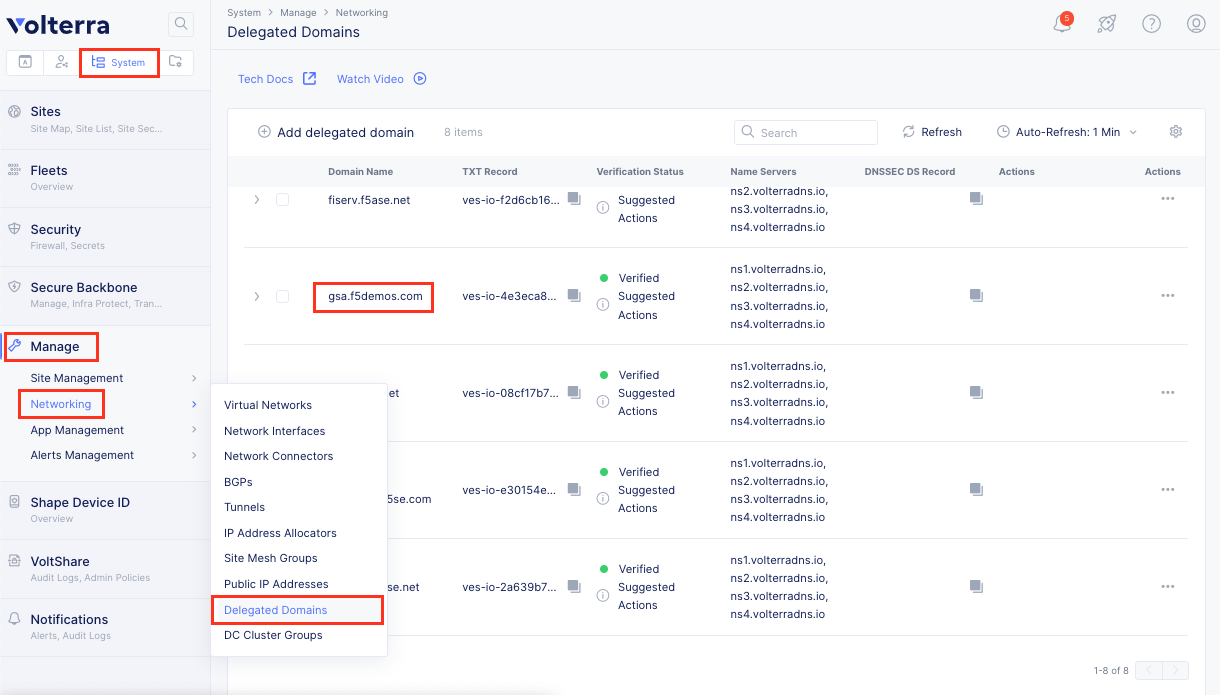 Volterra
System
Sites
Site Map, Site List, Site Sec...
Fleets
Overview
Security
Firewall, Secrets
Secure Backbone
Manage, Infra Protect, Tran...
Manage
Site Management
Networking
App Management
Alerts Management
Shape Device ID
Overview
VoltShare
Audit Logs, Admin Policies
Notifications
Alerts, Audit Logs
Virtual Networks
Network Interfaces
Network Connectors
BGPs
Tunnels
IP Address Allocators
Site Mesh Groups
Public IP Addresses
Delegated Domains
DC Cluster Groups
System > Manage > Networking
Delegated Domains
5
Tech Docs
Watch Video
Add delegated domain
8 items
Search
Refresh
Auto-Refresh: 1 Min
Domain Name TXT Record Verification Status Name Servers DNSSEC DS Record Actions Actions
fiserv.f5ase.net
ves-io-f2d6cb16...
Suggested
Actions
ns2.volterradns.io,
ns3.volterradns.io,
ns4.volterradns.io
gsa.f5demos.com
ves-io-4e3eca8...
Verified
Suggested
Actions
ns1.volterradns.io,
ns2.volterradns.io,
ns3.volterradns.io,
ns4.volterradns.io
et
ves-io-08cf17b7...
Verified
Suggested
Actions
ns1.volterradns.io,
ns2.volterradns.io,
ns3.volterradns.io,
ns4.volterradns.io
5se.com
ves-io-e30154e...
Verified
Suggested
Actions
ns1.volterradns.io,
ns2.volterradns.io,
ns3.volterradns.io,
ns4.volterradns.io
se.net
ves-io-2a639b7...
Verified
Suggested
Actions
ns1.volterradns.io,
ns2.volterradns.io,
ns3.volterradns.io,
ns4.volterradns.io
1-8 of 8